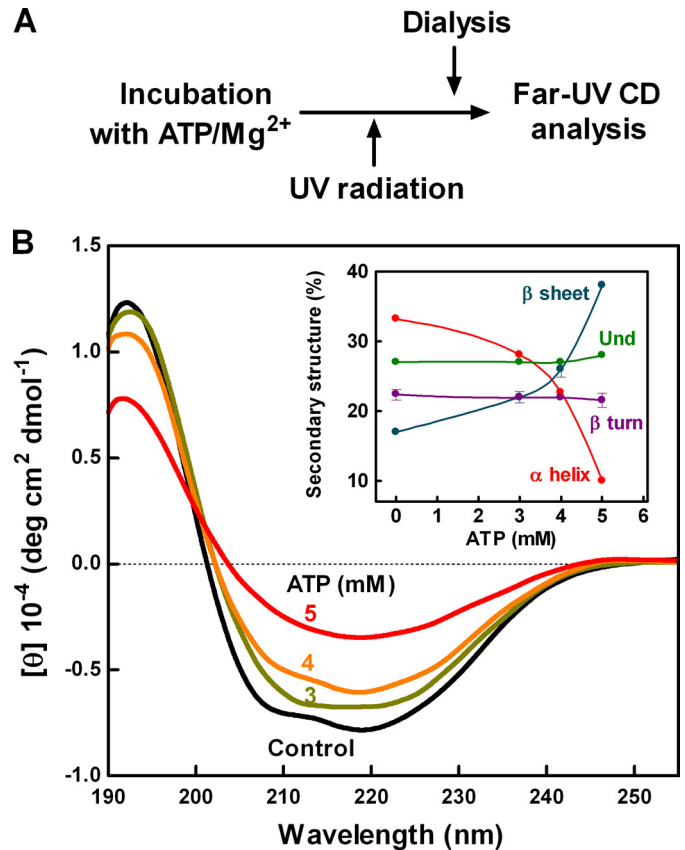 A
Dialysis
Incubation
with ATP/Mg2+
Far-UV CD
analysis
UV radiation
B
[θ] 10-4 (deg cm2 dmol-1)
1.5
1.0
0.5
0.0
-0.5
-1.0
190 200 210 220 230 240 250
Wavelength (nm)
ATP (mM)
5
4
3
Control
Secondary structure (%)
40
30
20
10
0 1 2 3 4 5 6
ATP (mM)
β sheet
Und
β turn
α helix